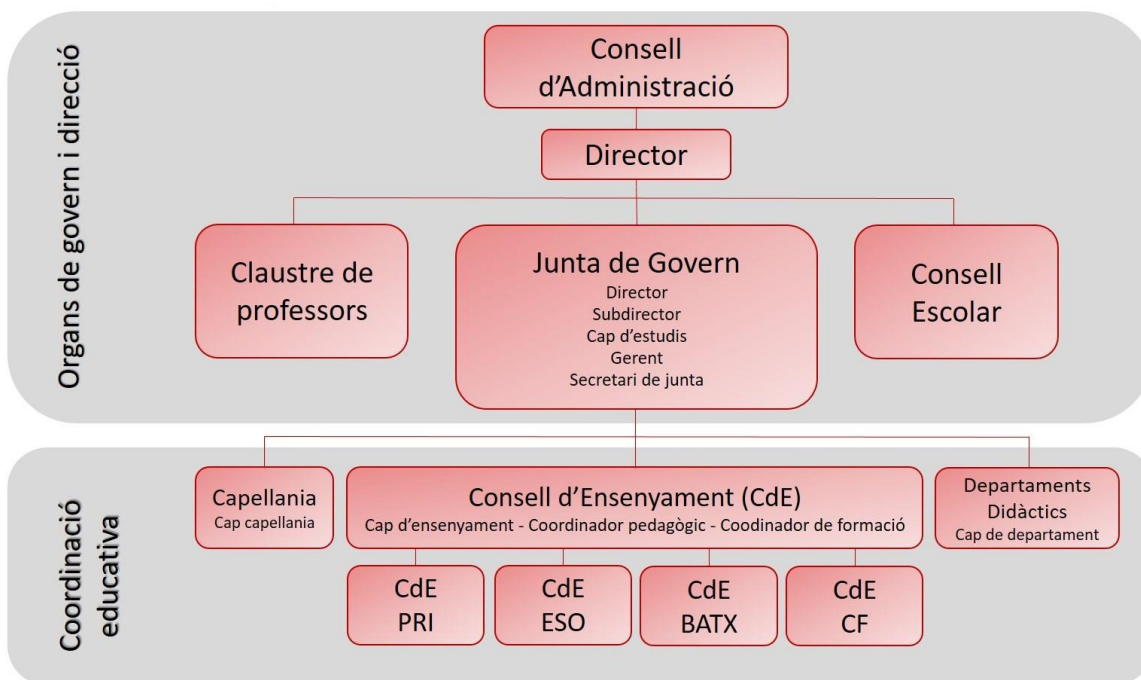 Organs de govern i direcció
Consell
d'Administració
Director
Claustre de
professors
Junta de Govern
Director
Subdirector
Cap d'estudis
Gerent
Secretari de junta
Consell
Escolar
Coordinació
educativa
Capellania
Cap capellania
Consell d'Ensenyament (CdE)
Cap d'ensenyament - Coordinador pedagògic - Coodinador de formació
Departaments
Didàctics
Cap de departament
CdE
PRI
CdE
ESO
CdE
BATX
CdE
CF